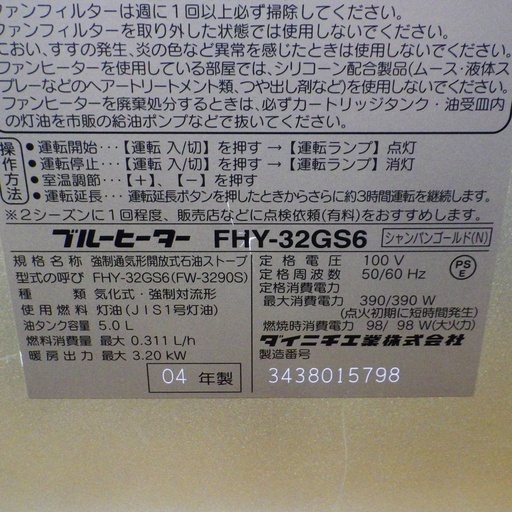 ファンフィルターは週に1回以上必ず掃除してください。
ファンフィルターを取り外した状態では使用しないでください。
において、すすの発生、炎の色など異常を感じたときは使用しないでください。
ファンヒーターを使用している部屋では、シリコーン配合製品(ムース・液体ス
プレーなどのヘアートリートメント類、つや出し剤など)を使用しないでください。
ファンヒーターを廃棄処分するときは、必ずカートリッジタンク・油受皿内
の灯油を市販の給油ポンプなどで抜いてください。
操作方法
●運転開始‥‥【運転 入/切】を押す→【運転ランプ】点灯
●運転停止‥‥【運転 入/切】を押す→【運転ランプ】消灯
●室温調節‥‥【+】、【−】を押す
●運転延長‥‥運転延長ボタンを押したときからさらに約3時間運転を継続します。
※2シーズンに1回程度、販売店などに点検依頼(有料)をおすすめします。
ブルーヒーター FHY-32GS6 シャンパンゴールド(N)
規格名称 強制通気形開放式石油ストーブ
型式の呼び FHY-32GS6(FW-3290S)
種類 気化式・強制対流形
使用燃料 灯油(JIS1号灯油)
油タンク容量 5.0L
燃料消費量 最大 0.311L/h
暖房出力 最大 3.20kW
04 年製
定格電圧 100V
定格周波数 50/60Hz
定格消費電力
最大消費電力 390/390W
(点火初期に短時間発生)
燃焼時消費電力 98/98W(大火力)
PSE
ダイニチ工業株式会社
製造番号
3438015798